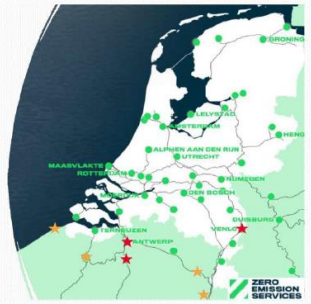 GRONING
LELYSTAD
AMSTERDAM
HENG
ALPHEN AAN DEN RIJN
UTRECHT
MAASVLAKTE
ROTTERDAM
NIJMEGEN
DEN BOSCH
DUISBURG
VENLO
TERNEUZEN
ANTWERP
ZERO
EMISSION
SERVICES